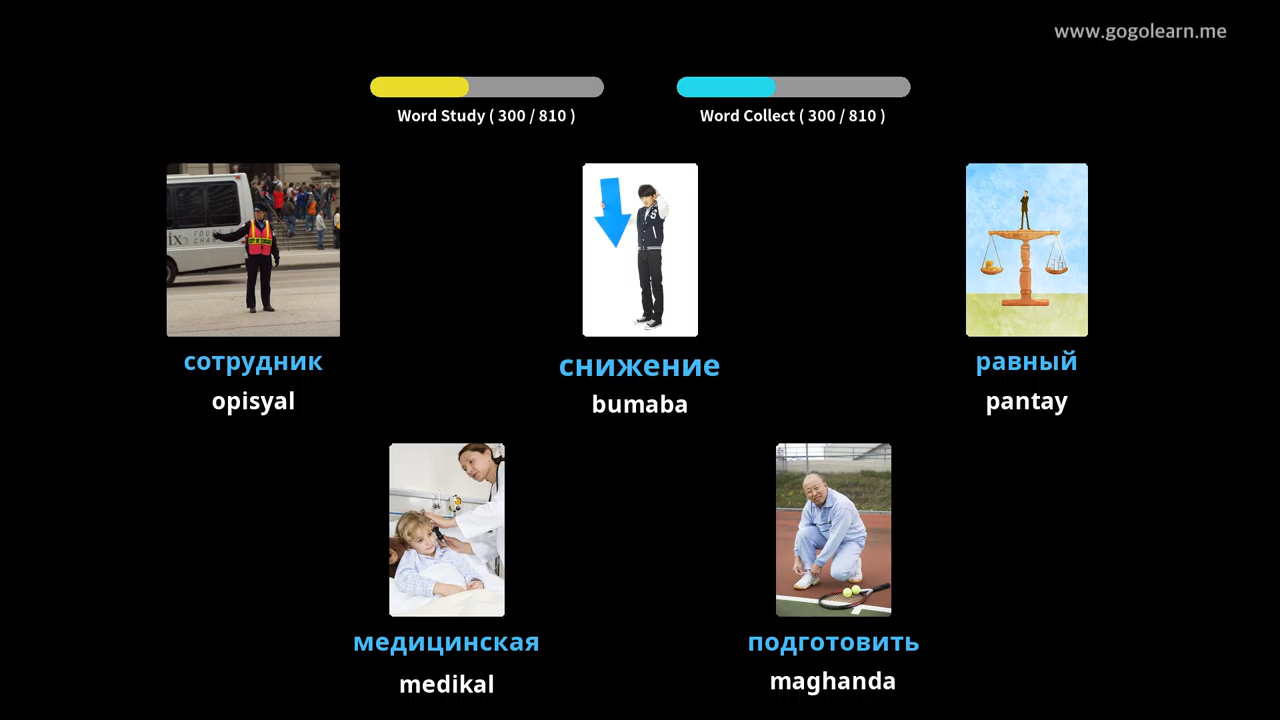 www.gogolearn.me
Word Study ( 300 / 810 )
Word Collect ( 300 / 810 )
сотрудник
opisyal
снижение
bumaba
равный
pantay
медицинская
medikal
подготовить
maghanda